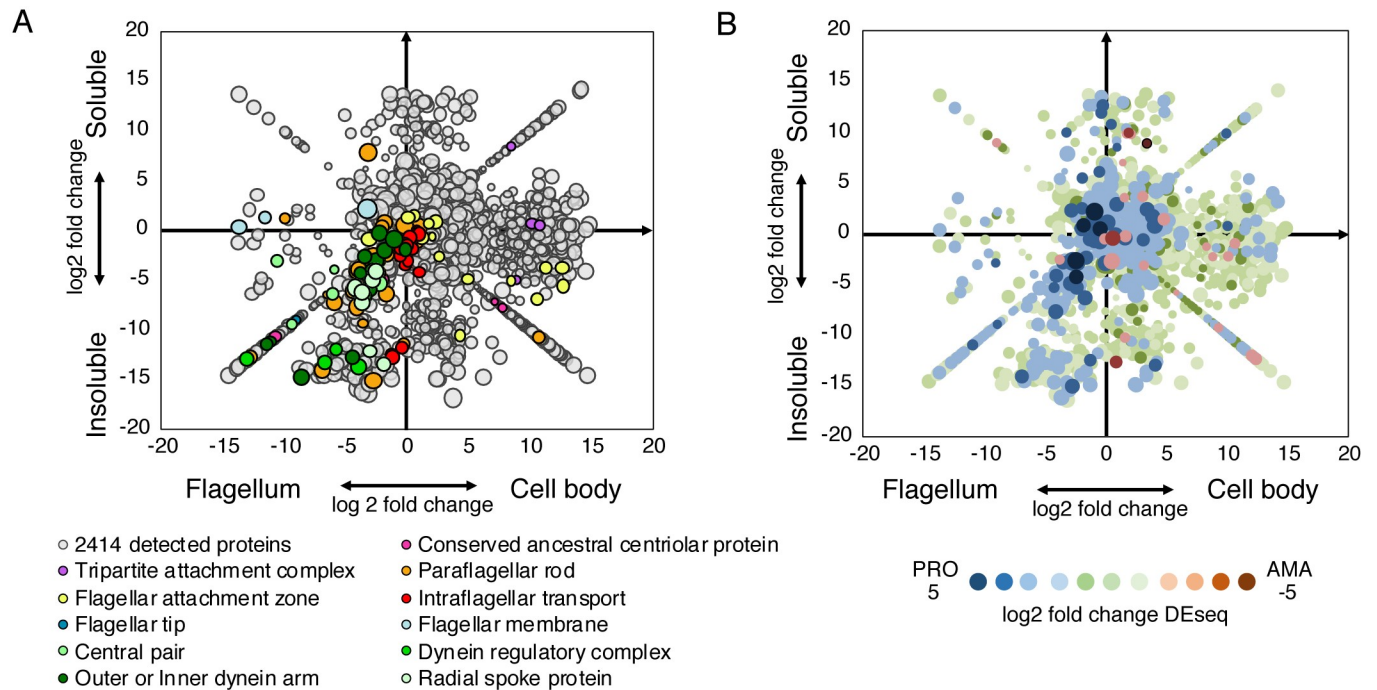 A
B
20
15
10
5
0
-5
-10
-15
-20
Soluble
log2 fold change
Insoluble
-20 -15 -10 -5 0 5 10 15 20
Flagellum
log 2 fold change
Cell body
20
15
10
5
0
-5
-10
-15
-20
Soluble
log2 fold change
Insoluble
-20 -15 -10 -5 0 5 10 15 20
Flagellum
log2 fold change
Cell body
2414 detected proteins
Tripartite attachment complex
Flagellar attachment zone
Flagellar tip
Central pair
Outer or Inner dynein arm
Conserved ancestral centriolar protein
Paraflagellar rod
Intraflagellar transport
Flagellar membrane
Dynein regulatory complex
Radial spoke protein
PRO
5
AMA
-5
log2 fold change DEseq